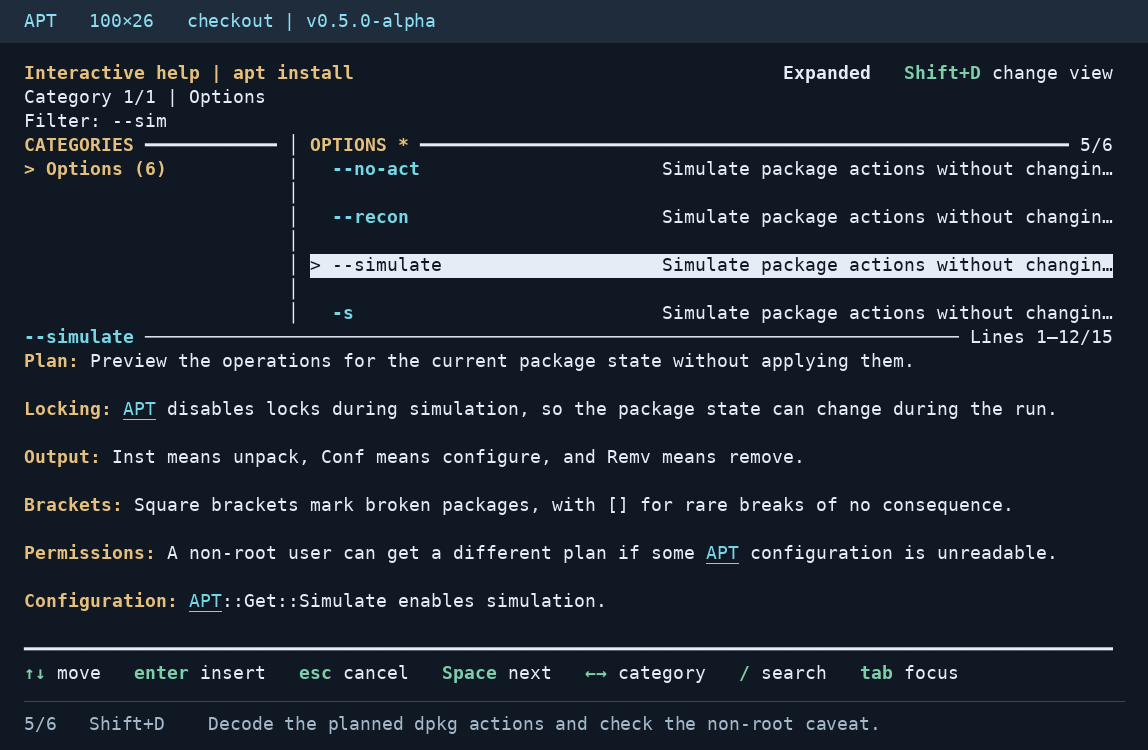 APT   100×26   checkout | v0.5.0-alpha
Interactive help | apt install   Expanded   Shift+D change view
Category 1/1 | Options
Filter: --sim
CATEGORIES   OPTIONS *   5/6
> Options (6)   --no-act   Simulate package actions without changin…
--recon   Simulate package actions without changin…
> --simulate   Simulate package actions without changin…
-s   Simulate package actions without changin…
--simulate   Lines 1–12/15
Plan: Preview the operations for the current package state without applying them.
Locking: APT disables locks during simulation, so the package state can change during the run.
Output: Inst means unpack, Conf means configure, and Remv means remove.
Brackets: Square brackets mark broken packages, with [] for rare breaks of no consequence.
Permissions: A non-root user can get a different plan if some APT configuration is unreadable.
Configuration: APT::Get::Simulate enables simulation.
↑↓ move   enter insert   esc cancel   Space next   ←→ category   / search   tab focus
5/6   Shift+D   Decode the planned dpkg actions and check the non-root caveat.